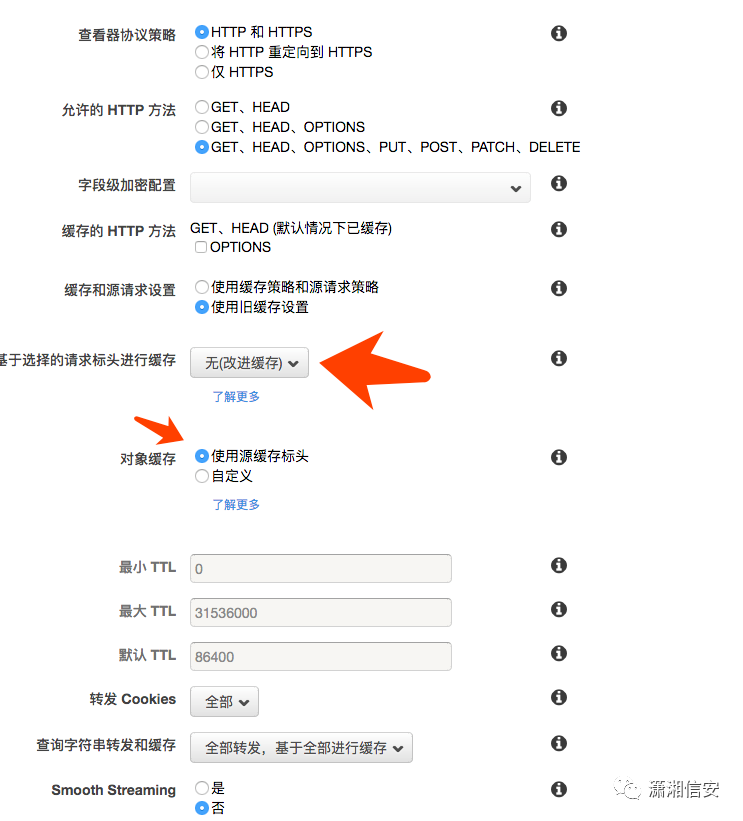 查看器协议策略 HTTP 和 HTTPS
将 HTTP 重定向到 HTTPS
仅 HTTPS
允许的 HTTP 方法 GET、HEAD
GET、HEAD、OPTIONS
GET、HEAD、OPTIONS、PUT、POST、PATCH、DELETE
字段级加密配置
缓存的 HTTP 方法 GET、HEAD (默认情况下已缓存)
OPTIONS
缓存和源请求设置 使用缓存策略和源请求策略
使用旧缓存设置
基于选择的请求标头进行缓存 无(改进缓存)
了解更多
对象缓存 使用源缓存标头
自定义
了解更多
最小 TTL 0
最大 TTL 31536000
默认 TTL 86400
转发 Cookies 全部
查询字符串转发和缓存 全部转发，基于全部进行缓存
Smooth Streaming 是
否
潇湘信安